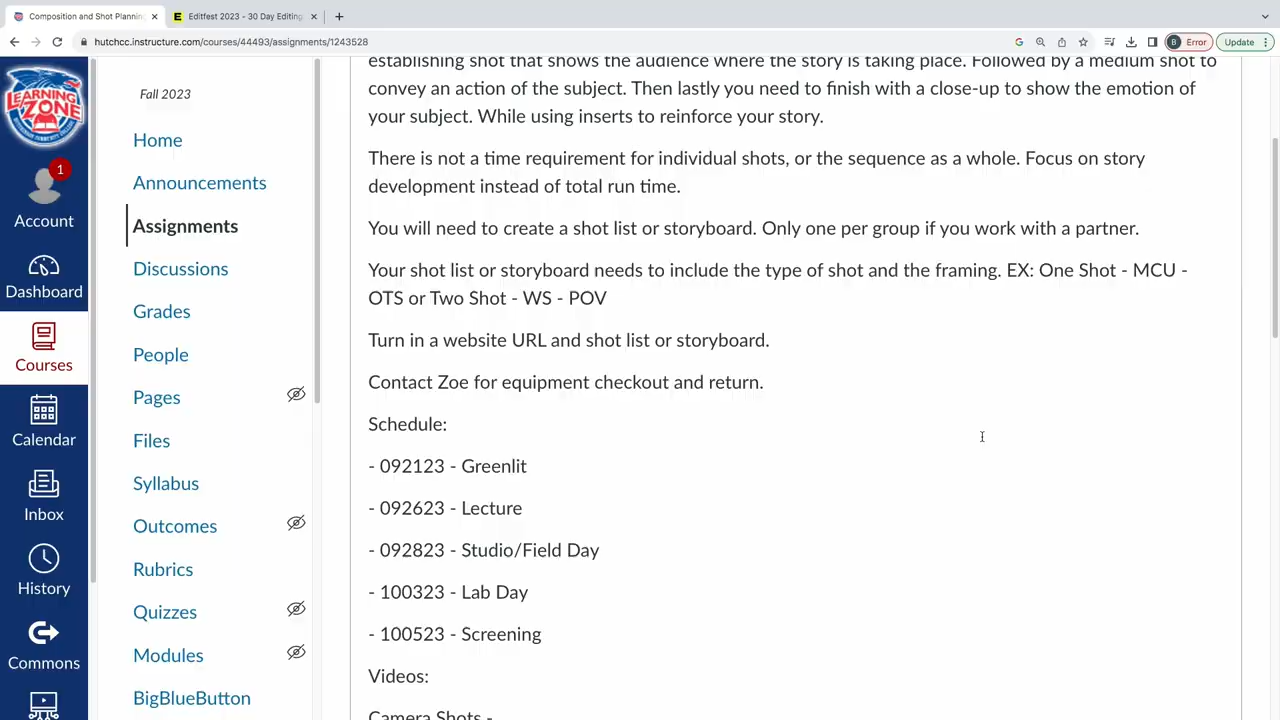 Composition and Shot Plannin
Editfest 2023 - 30 Day Editing
hutchcc.instructure.com/courses/44493/assignments/1243528
B
Error
Update
LEARNING
ZONE
1
Account
Dashboard
Courses
Calendar
Inbox
History
Commons
Fall 2023
Home
Announcements
Assignments
Discussions
Grades
People
Pages
Files
Syllabus
Outcomes
Rubrics
Quizzes
Modules
BigBlueButton
establishing shot that shows the audience where the story is taking place. Followed by a medium shot to
convey an action of the subject. Then lastly you need to finish with a close-up to show the emotion of
your subject. While using inserts to reinforce your story.
There is not a time requirement for individual shots, or the sequence as a whole. Focus on story
development instead of total run time.
You will need to create a shot list or storyboard. Only one per group if you work with a partner.
Your shot list or storyboard needs to include the type of shot and the framing. EX: One Shot - MCU -
OTS or Two Shot - WS - POV
Turn in a website URL and shot list or storyboard.
Contact Zoe for equipment checkout and return.
Schedule:
- 092123 - Greenlit
- 092623 - Lecture
- 092823 - Studio/Field Day
- 100323 - Lab Day
- 100523 - Screening
Videos:
Camera Shots -